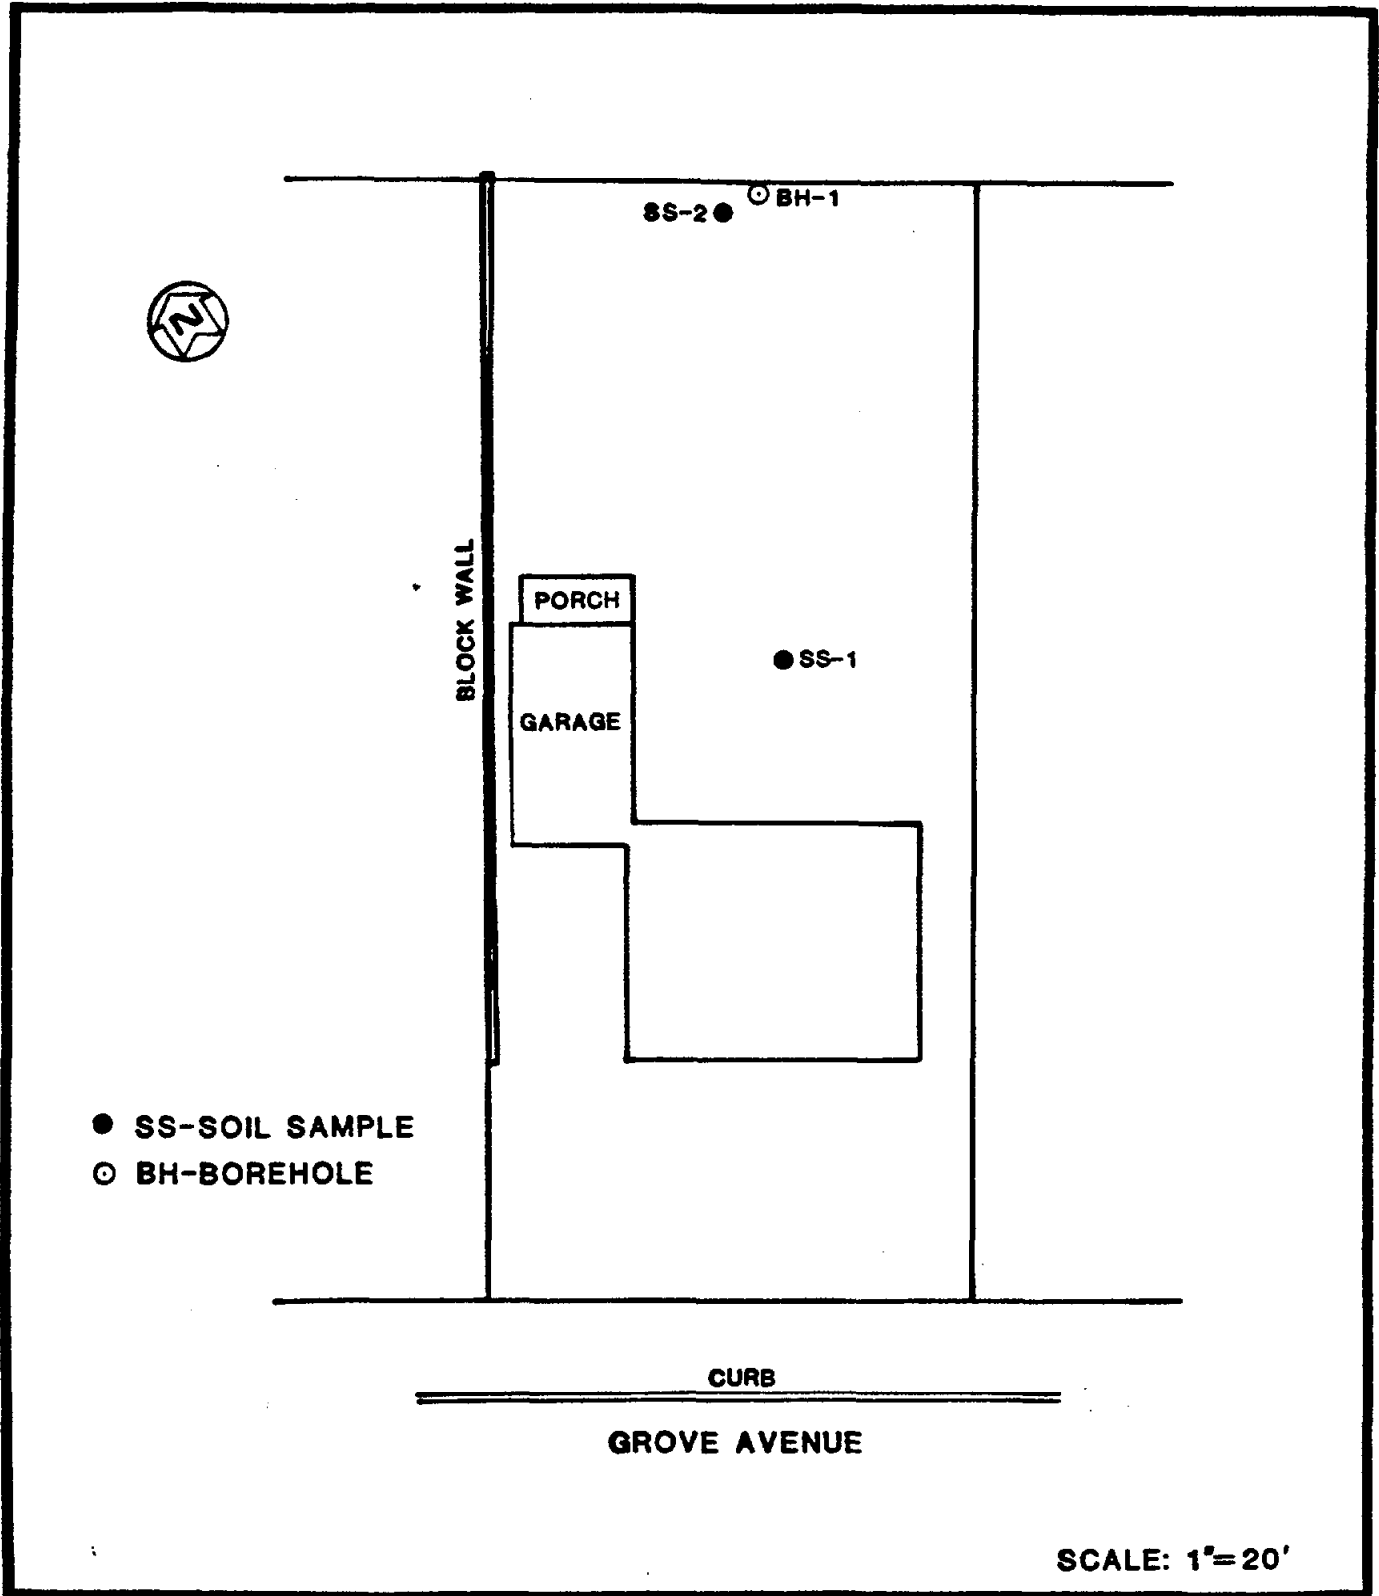 BH-1
SS-2
N
BLOCK WALL
PORCH
SS-1
GARAGE
SS-SOIL SAMPLE
BH-BOREHOLE
CURB
GROVE AVENUE
SCALE: 1"=20'